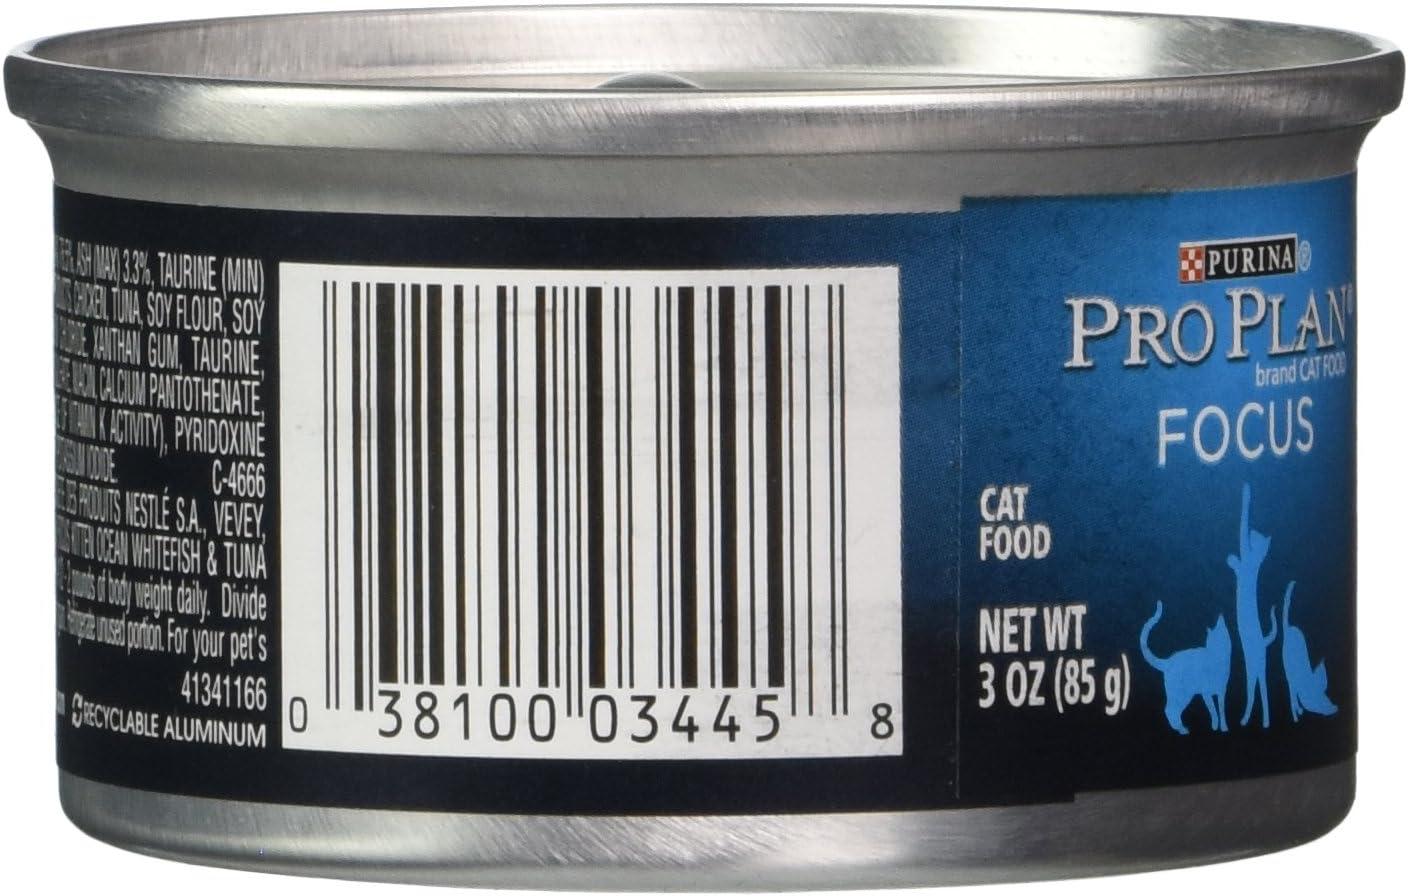 ASH (MAX) 3.3%, TAURINE (MIN)
CHICKEN, TUNA, SOY FLOUR, SOY
XANTHAN GUM, TAURINE,
NIACIN, CALCIUM PANTOTHENATE,
OF VITAMIN K ACTIVITY), PYRIDOXINE
IODIDE. C-4666
DES PRODUITS NESTLÉ S.A., VEVEY,
KITTEN OCEAN WHITEFISH & TUNA
pounds of body weight daily. Divide
Refrigerate unused portion. For your pet's
41341166
RECYCLABLE ALUMINUM
0 38100 03445 8
PURINA®
PRO PLAN®
brand CAT FOOD
FOCUS
CAT
FOOD
NET WT
3 OZ (85 g)